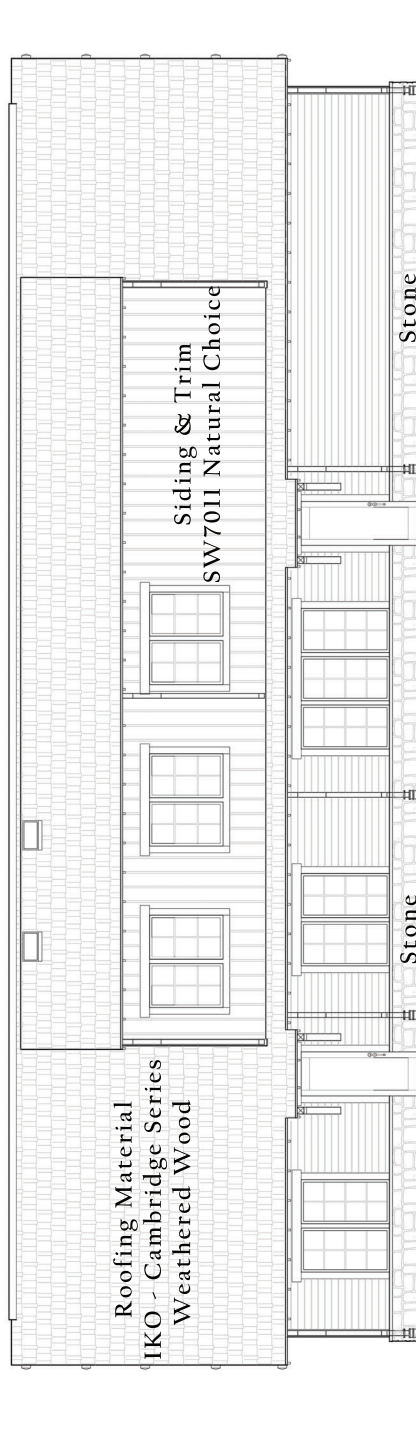 Roofing Material
IKO - Cambridge Series
Weathered Wood
Siding & Trim
SW7011 Natural Choice
Stone
Stone